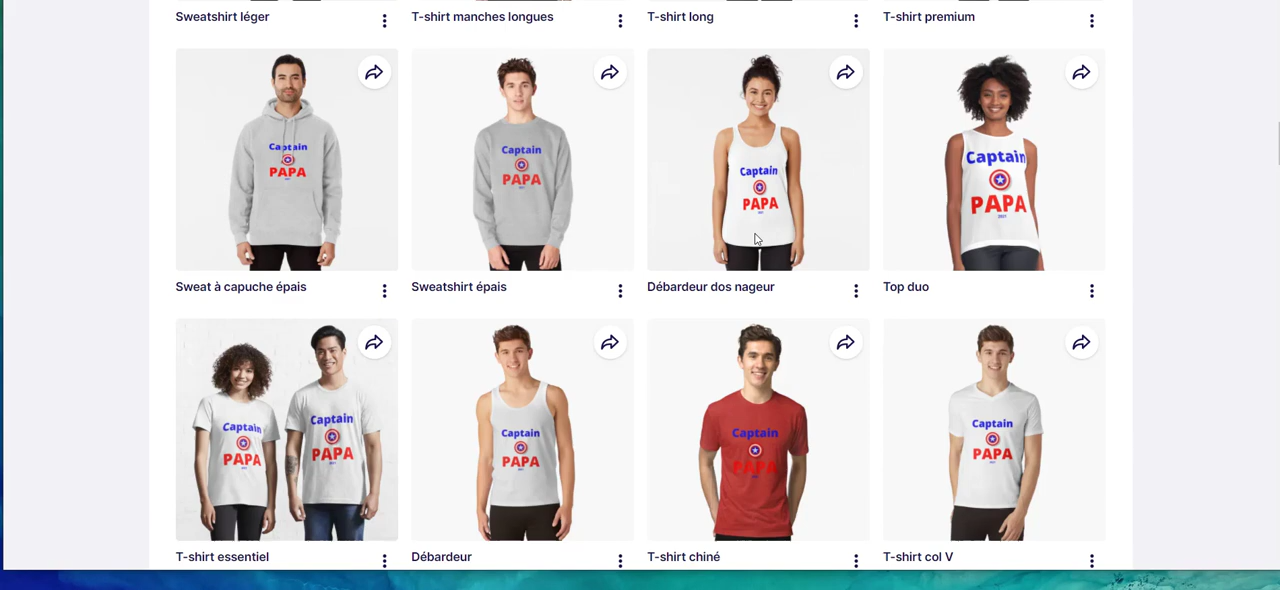 Sweatshirt léger
T-shirt manches longues
T-shirt long
T-shirt premium
Captain
PAPA
Captain
PAPA
Captain
PAPA
Captain
PAPA
2021
Sweat à capuche épais
Sweatshirt épais
Débardeur dos nageur
Top duo
Captain
PAPA
Captain
PAPA
Captain
PAPA
Captain
PAPA
Captain
PAPA
T-shirt essentiel
Débardeur
T-shirt chiné
T-shirt col V